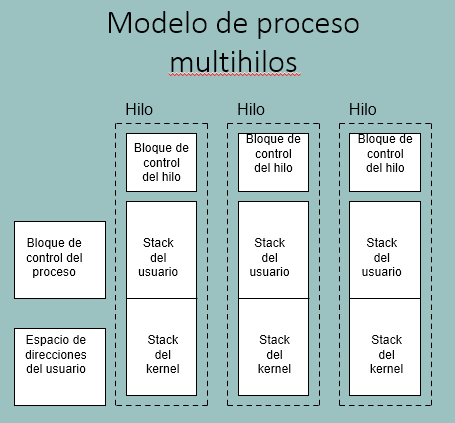 Modelo de proceso
multihilos
Hilo
Hilo
Hilo
Bloque de
control
del hilo
Bloque de
control
del hilo
Bloque de
control
del hilo
Bloque de
control del
proceso
Stack
del
usuario
Stack
del
usuario
Stack
del
usuario
Espacio de
direcciones
del usuario
Stack
del
kernel
Stack
del
kernel
Stack
del
kernel